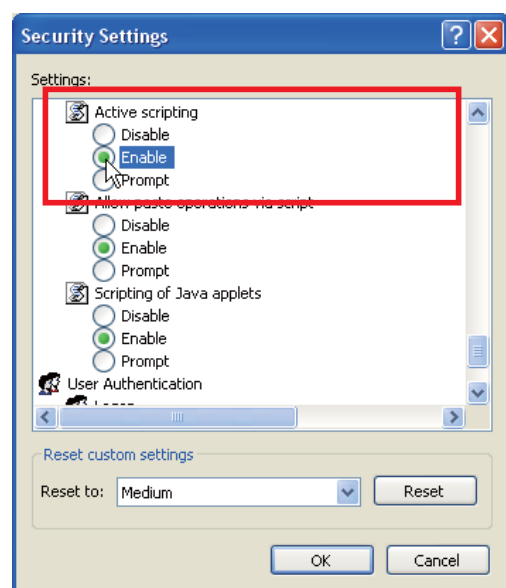 Security Settings
Settings:
Active scripting
Disable
Enable
Prompt
Allow paste operations via script
Disable
Enable
Prompt
Scripting of Java applets
Disable
Enable
Prompt
User Authentication
Reset custom settings
Reset to: Medium Reset
OK Cancel